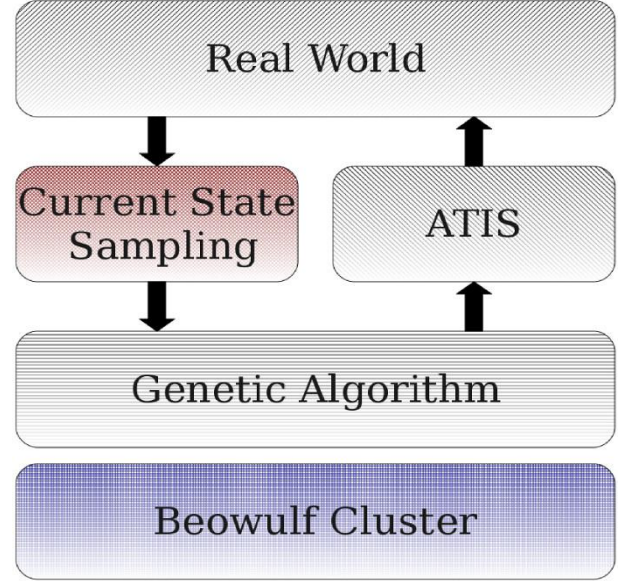 Real World
Current State
Sampling
ATIS
Genetic Algorithm
Beowulf Cluster